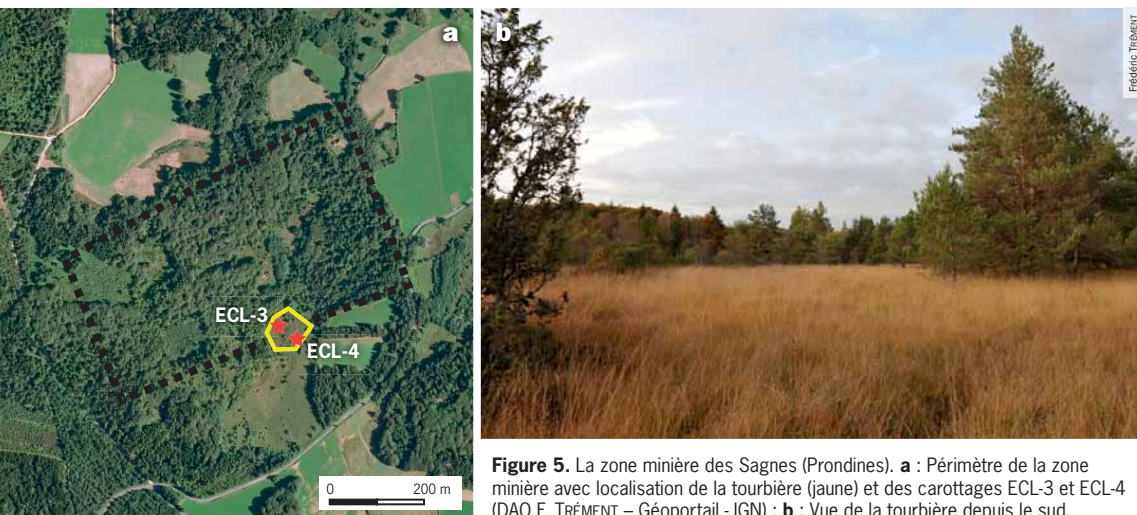 a
b
Frédéric TRÉMENT
ECL-3
ECL-4
0 200 m
Figure 5. La zone minière des Sagnes (Prondines). a : Périmètre de la zone
minière avec localisation de la tourbière (jaune) et des carottages ECL-3 et ECL-4
(DAO F. TRÉMENT – Géoportail - IGN) ; b : Vue de la tourbière depuis le sud.